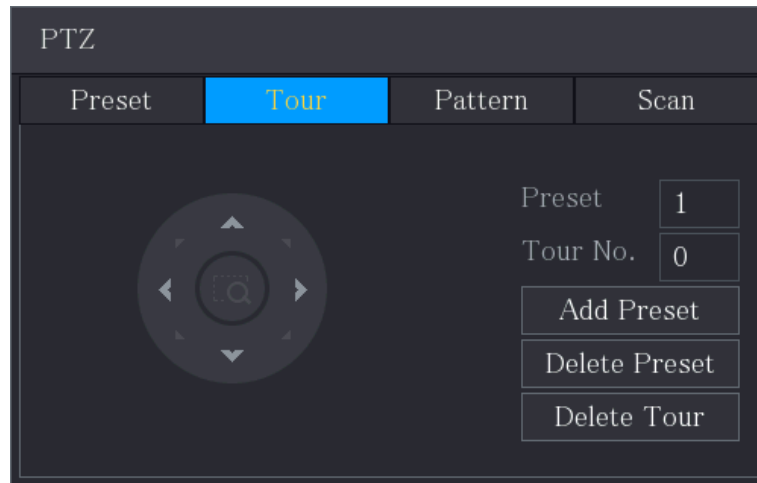 PTZ
Preset Tour Pattern Scan
Preset 1
Tour No. 0
Add Preset
Delete Preset
Delete Tour